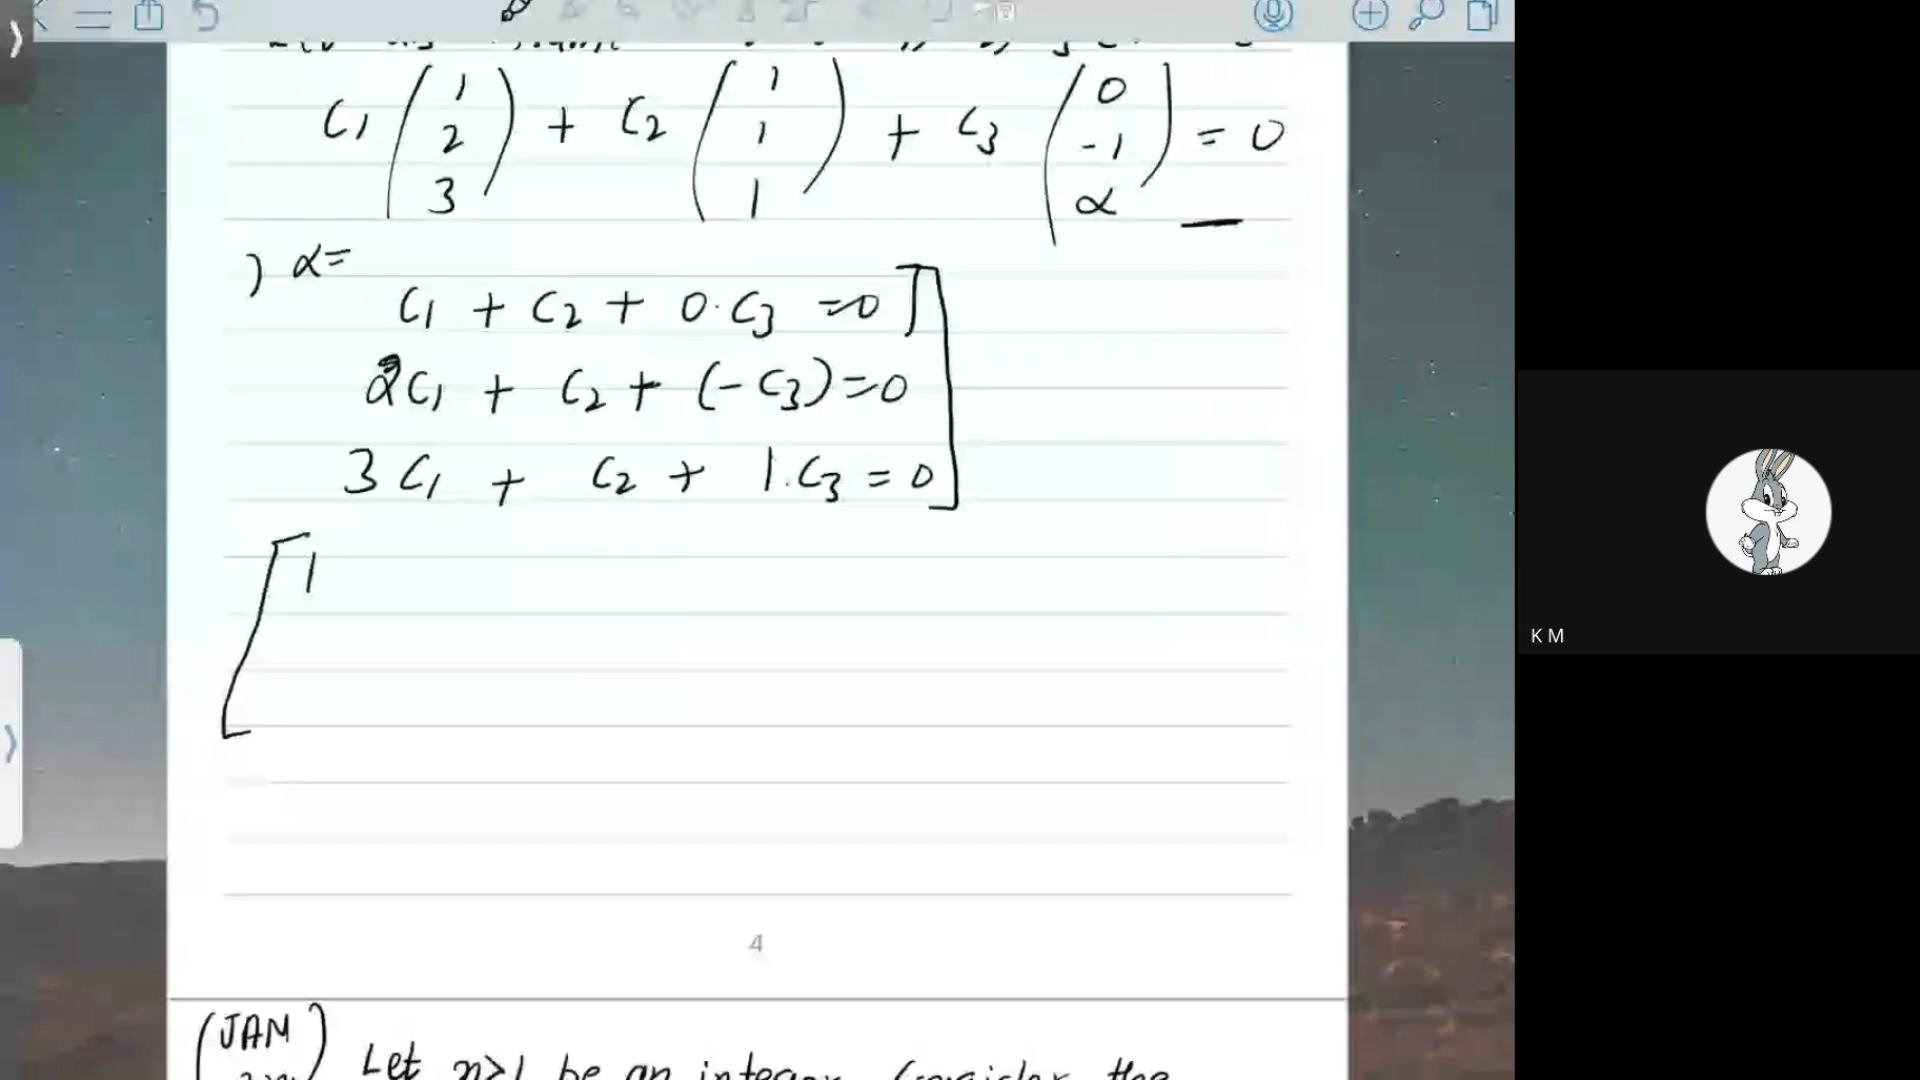 C1 (1 2 3) + C2 (1 1 1) + C3 (0 -1 α) = 0
) α=
C1 + C2 + 0·C3 =0
2C1 + C2 + (-C3)=0
3C1 + C2 + 1·C3 = 0
[1
4
(JAM
Let n>1 be an integer. Consider the
K M